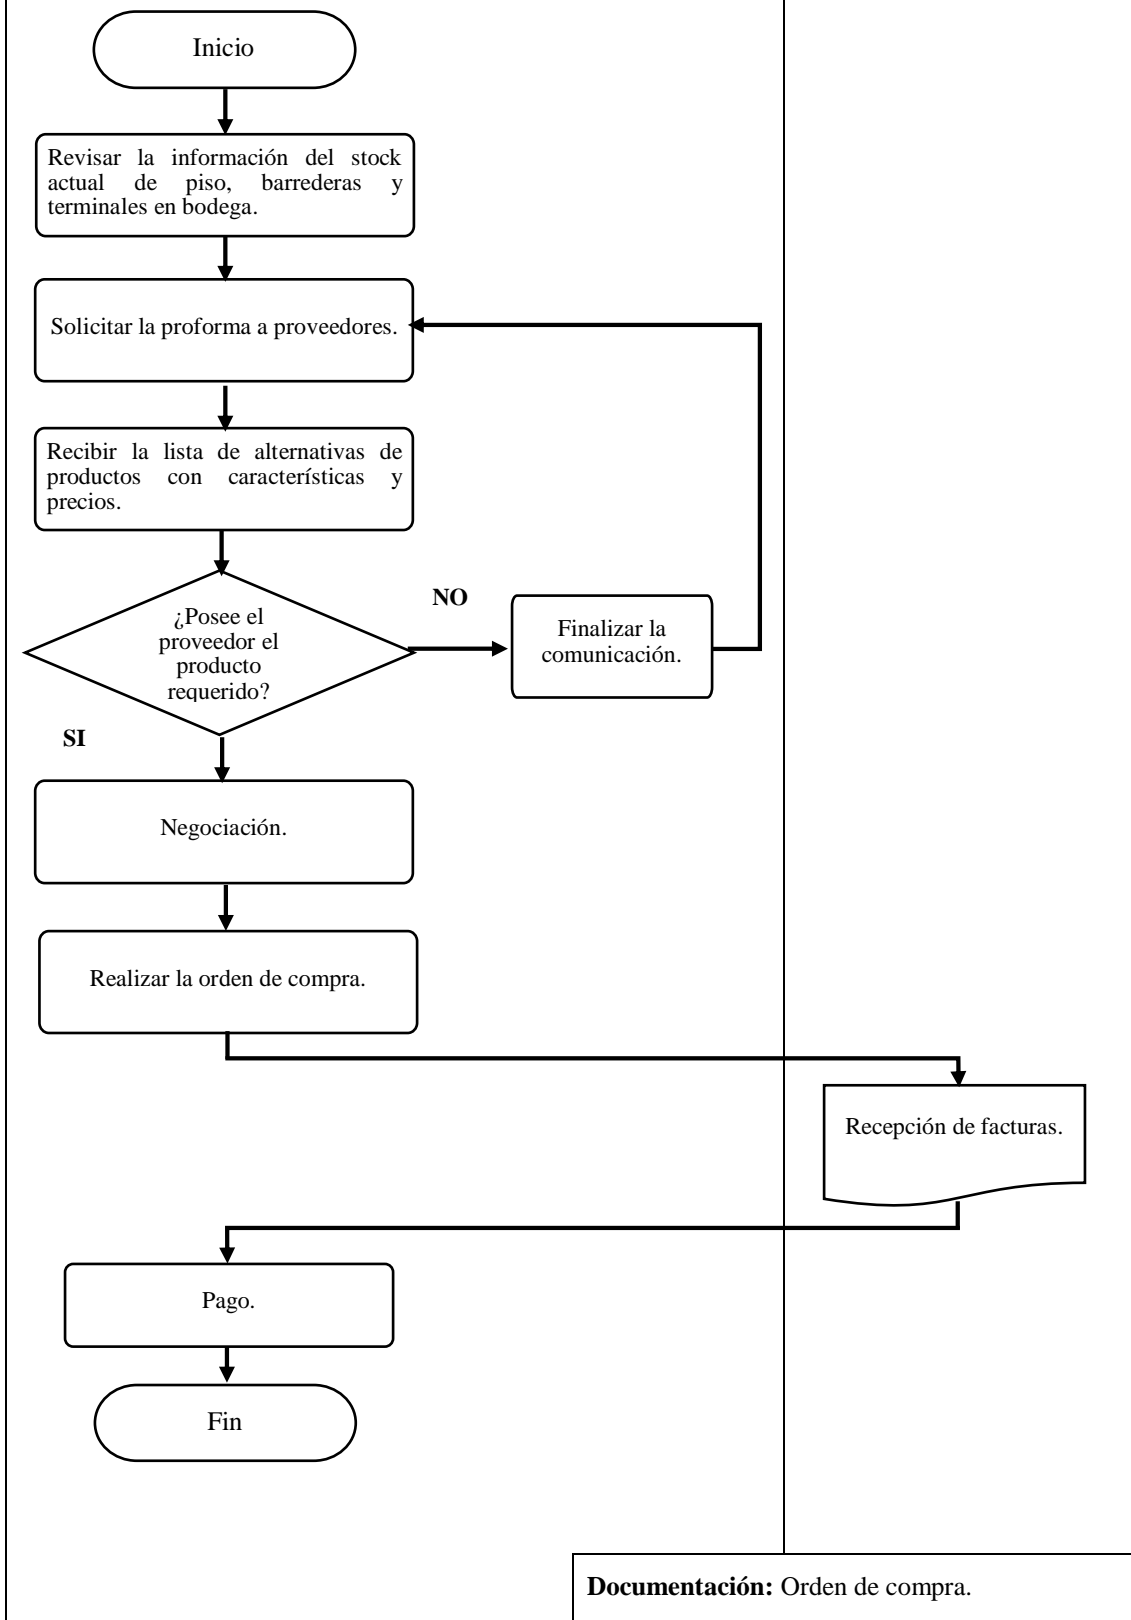 Inicio
Revisar la información del stock
actual de piso, barrederas y
terminales en bodega.
Solicitar la proforma a proveedores.
Recibir la lista de alternativas de
productos con características y
precios.
¿Posee el
proveedor el
producto
requerido?
NO
Finalizar la
comunicación.
SI
Negociación.
Realizar la orden de compra.
Recepción de facturas.
Pago.
Fin
Documentación: Orden de compra.